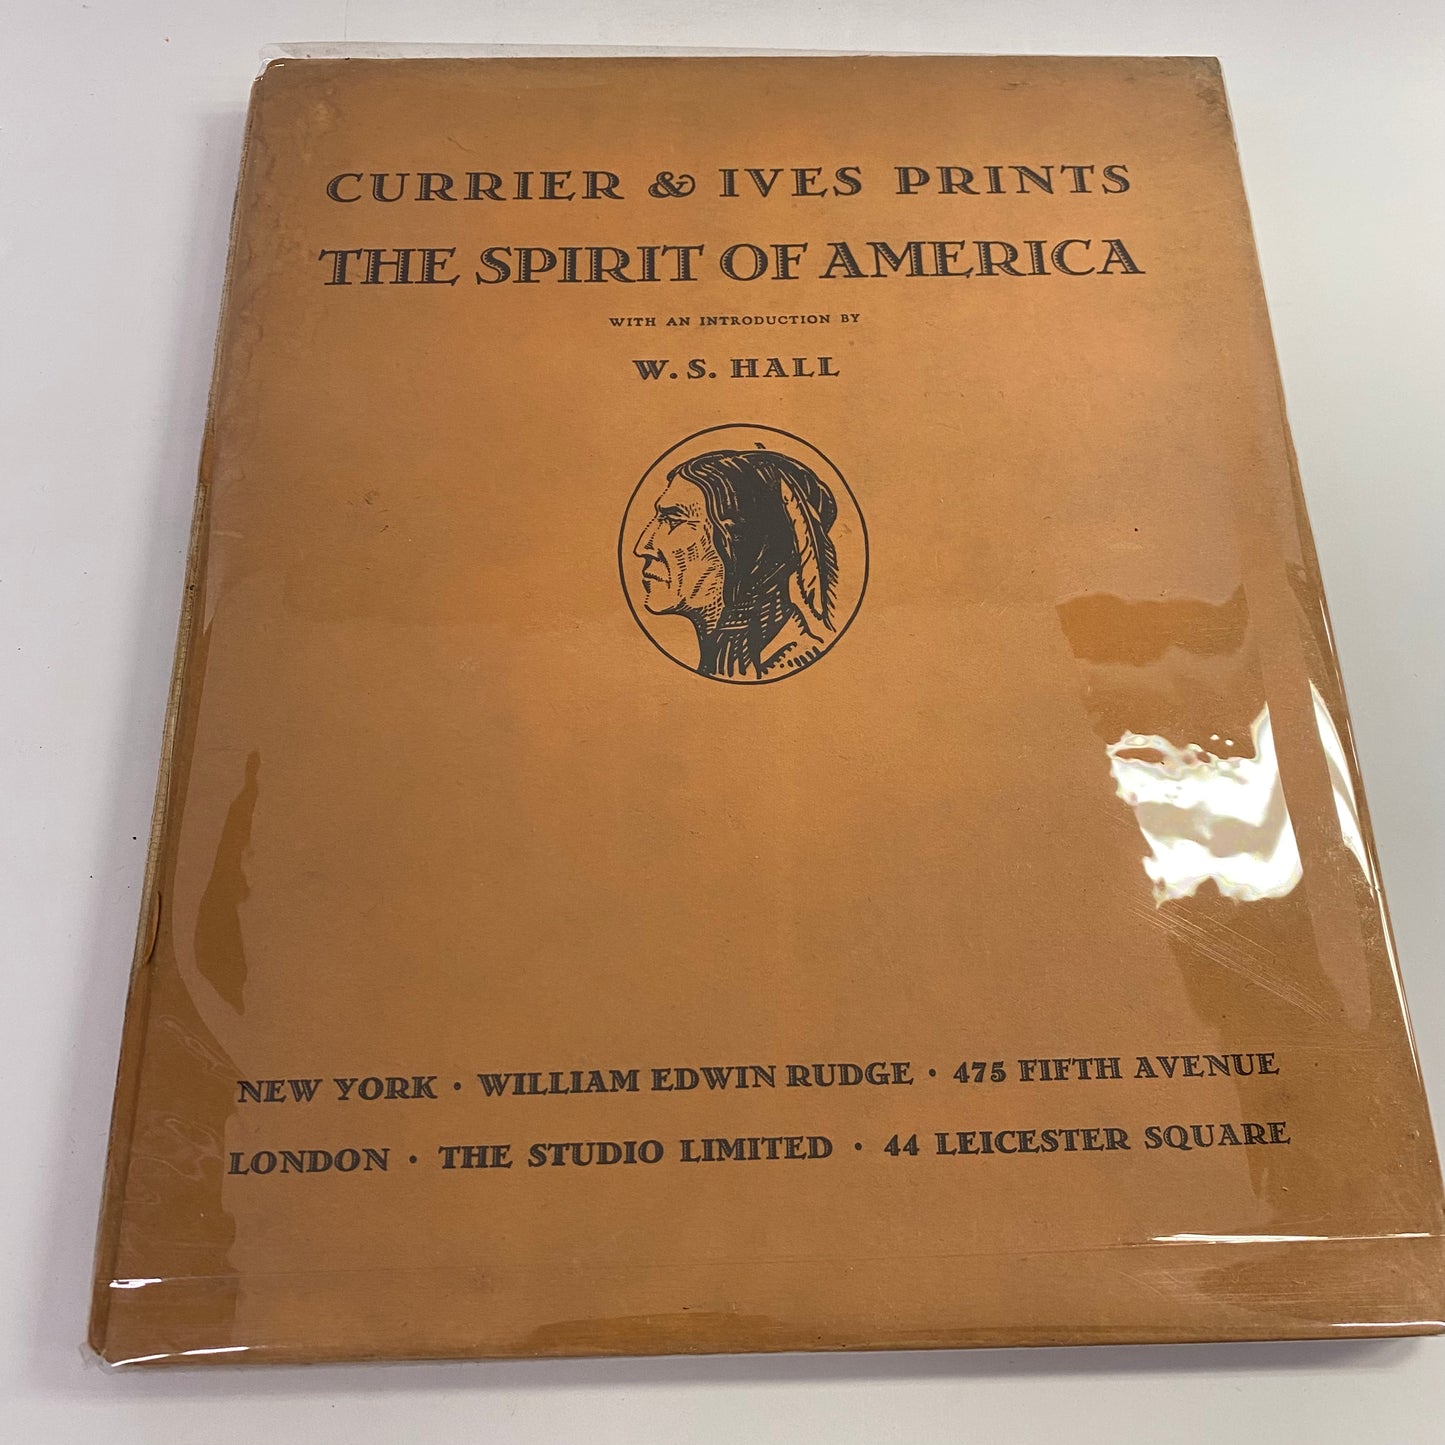 CURRIER & IVES PRINTS
THE SPIRIT OF AMERICA
WITH AN INTRODUCTION BY
W. S. HALL
NEW YORK · WILLIAM EDWIN RUDGE · 475 FIFTH AVENUE
LONDON · THE STUDIO LIMITED · 44 LEICESTER SQUARE